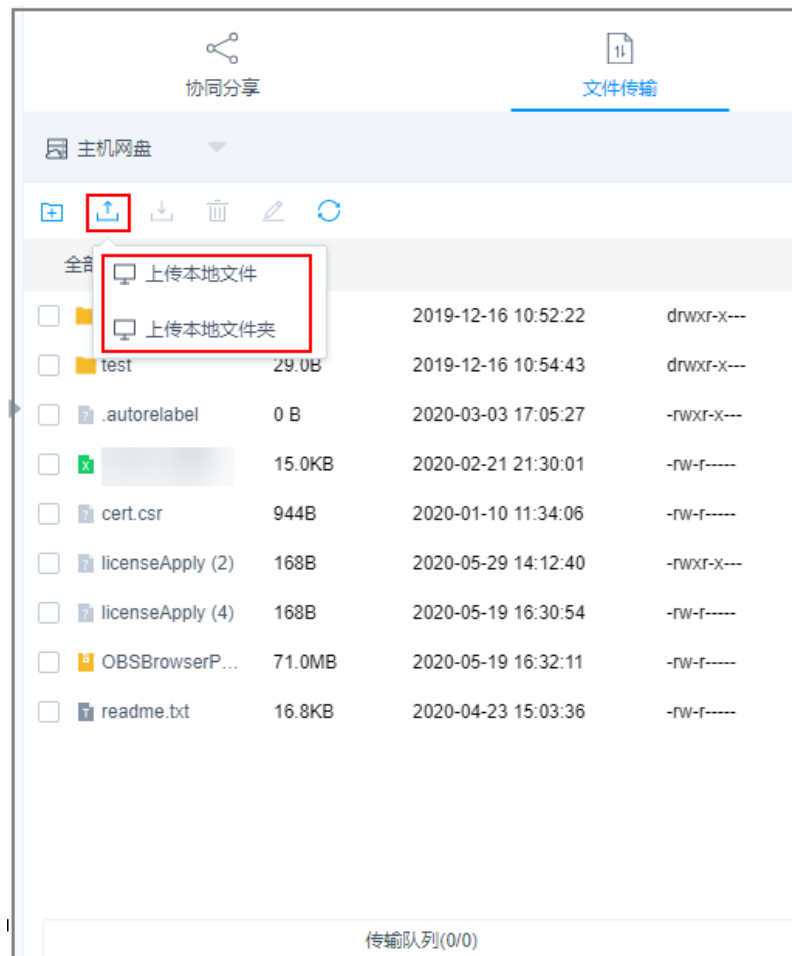 协同分享
文件传输
主机网盘
全部
2019-12-16 10:52:22 drwxr-x---
上传本地文件
上传本地文件夹
test 29.0B 2019-12-16 10:54:43 drwxr-x---
.autorelabel 0 B 2020-03-03 17:05:27 -rwxr-x---
15.0KB 2020-02-21 21:30:01 -rw-r-----
cert.csr 944B 2020-01-10 11:34:06 -rw-r-----
licenseApply (2) 168B 2020-05-29 14:12:40 -rwxr-x---
licenseApply (4) 168B 2020-05-19 16:30:54 -rw-r-----
OBSBrowserP... 71.0MB 2020-05-19 16:32:11 -rw-r-----
readme.txt 16.8KB 2020-04-23 15:03:36 -rw-r-----
传输队列(0/0)